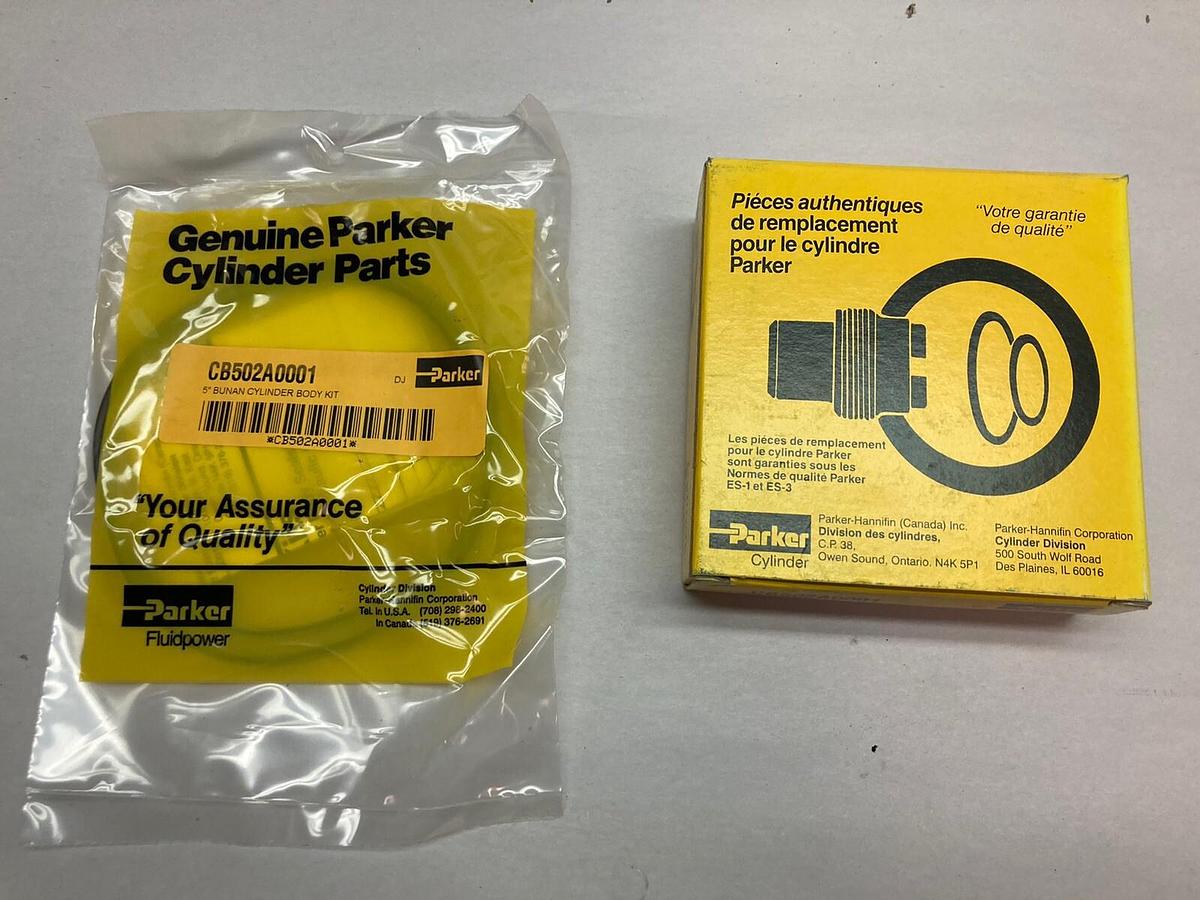 Genuine Parker
Cylinder Parts
CB502A0001
DJ
Parker
5" BUNAN CYLINDER BODY KIT
*CB502A0001*
"Your Assurance
of Quality"
Parker
Fluidpower
Cylinder Division
Parker-Hannifin Corporation
Tel. In U.S.A. (708) 298-2400
In Canada (519) 376-2691
Piéces authentiques
de remplacement
pour le cylindre
Parker
"Votre garantie
de qualité"
Les piéces de remplacement
pour le cylindre Parker
sont garanties sous les
Normes de qualité Parker
ES-1 et ES-3
Parker
Cylinder
Parker-Hannifin (Canada) Inc.
Division des cylindres,
C.P. 38,
Owen Sound, Ontario. N4K 5P1
Parker-Hannifin Corporation
Cylinder Division
500 South Wolf Road
Des Plaines, IL 60016